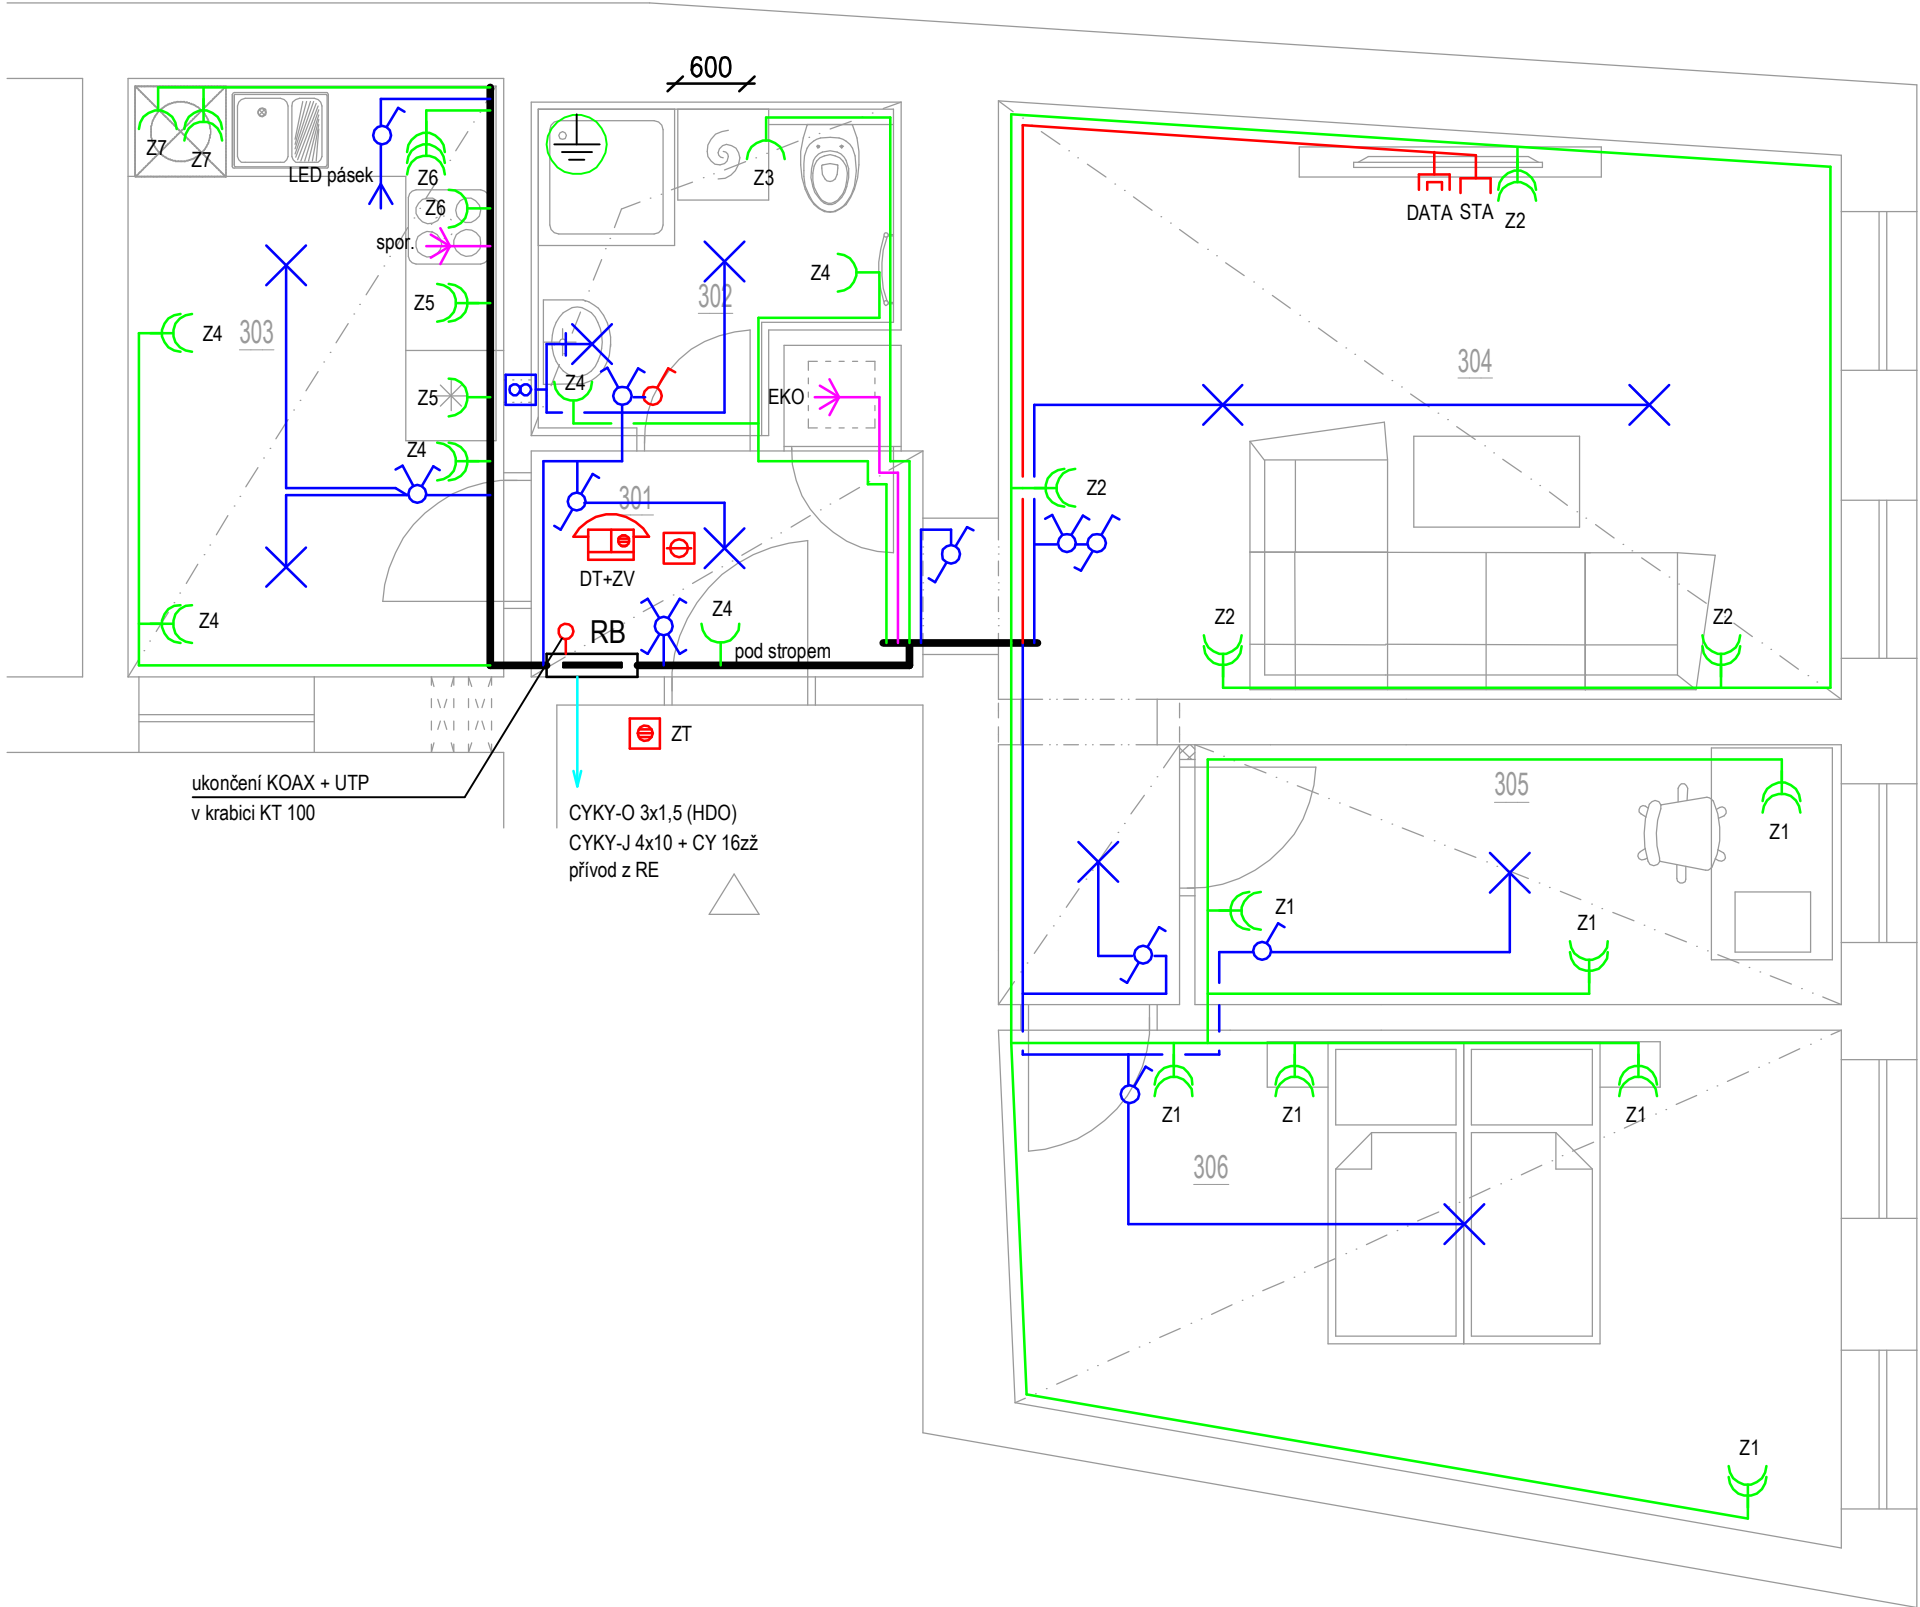 600
Z7
Z7
LED pásek
Z6
Z6
spor.
Z5
Z5
Z4
Z4
303
Z4
Z3
Z4
302
Z4
EKO
301
DT+ZV
RB
Z4
pod stropem
ZT
ukončení KOAX + UTP
v krabici KT 100
CYKY-O 3x1,5 (HDO)
CYKY-J 4x10 + CY 16zž
přívod z RE
DATA
STA
Z2
304
Z2
Z2
Z2
305
Z1
Z1
Z1
Z1
Z1
Z1
306
Z1